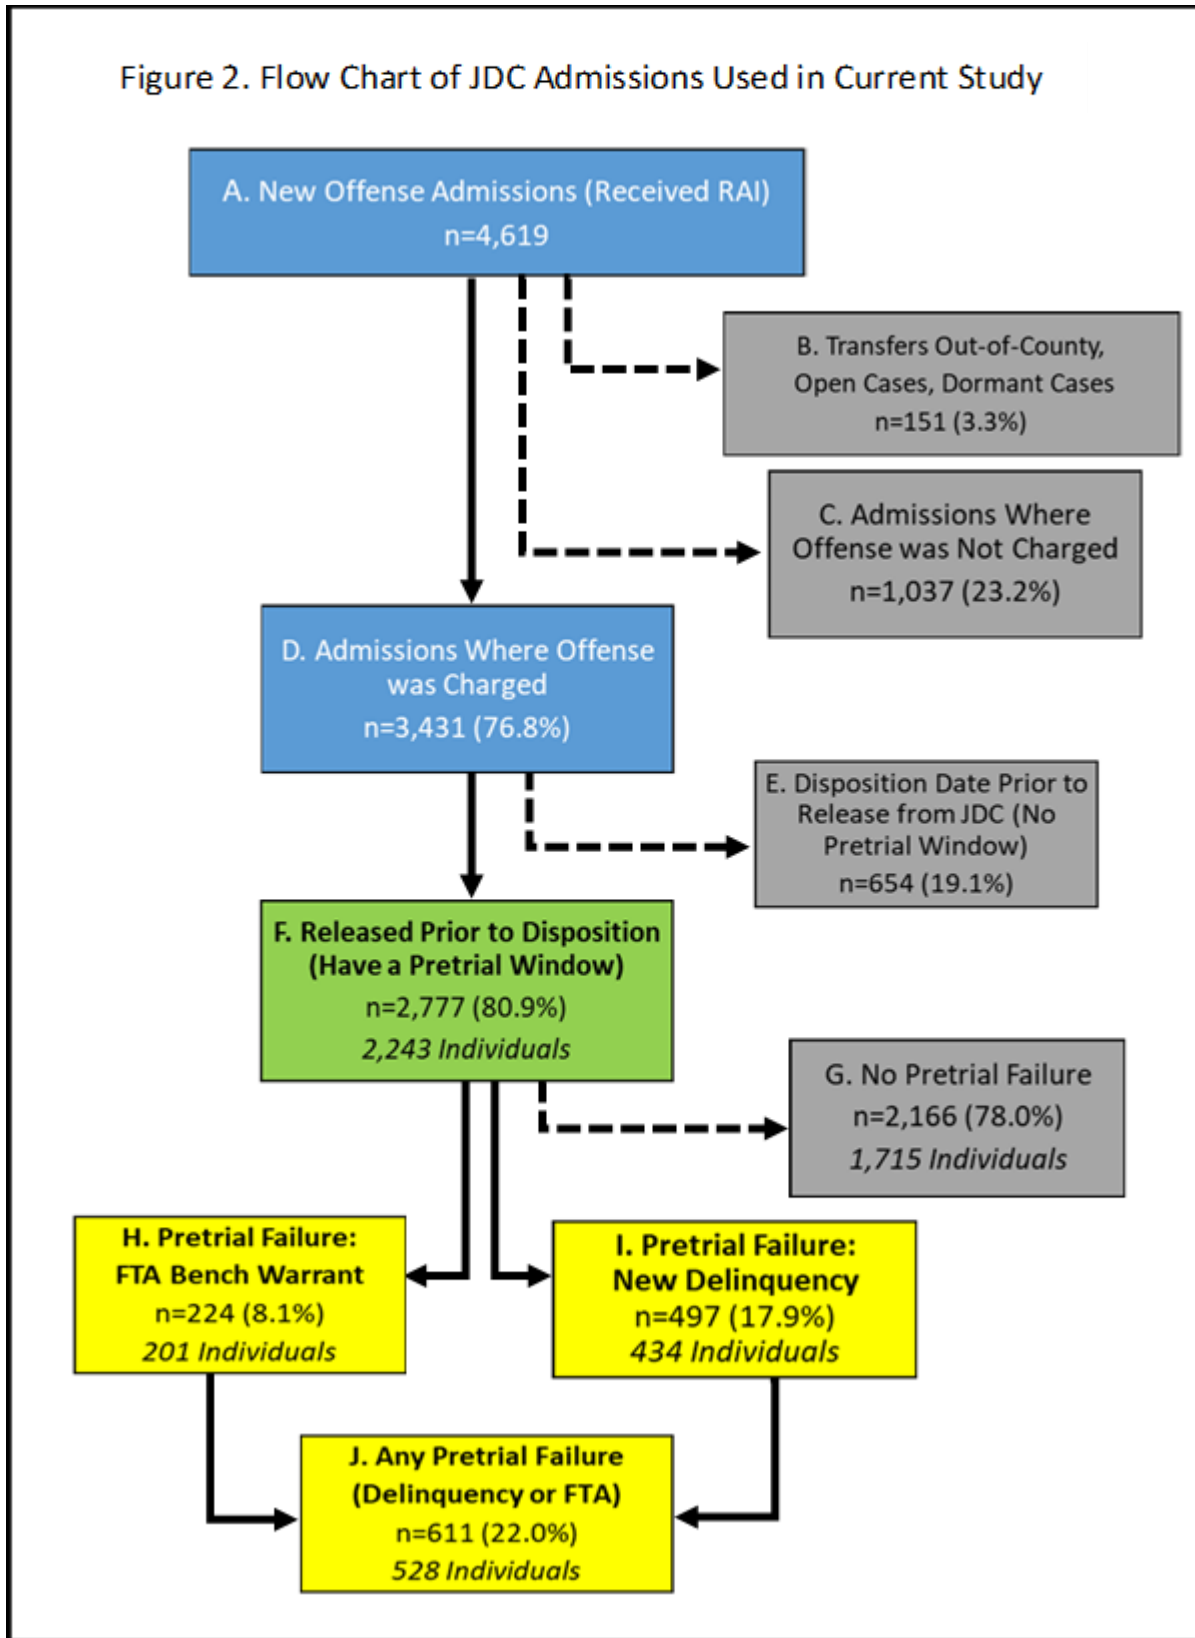 Figure 2. Flow Chart of JDC Admissions Used in Current Study
A. New Offense Admissions (Received RAI)
n=4,619
B. Transfers Out-of-County,
Open Cases, Dormant Cases
n=151 (3.3%)
C. Admissions Where
Offense was Not Charged
n=1,037 (23.2%)
D. Admissions Where Offense
was Charged
n=3,431 (76.8%)
E. Disposition Date Prior to
Release from JDC (No
Pretrial Window)
n=654 (19.1%)
F. Released Prior to Disposition
(Have a Pretrial Window)
n=2,777 (80.9%)
2,243 Individuals
G. No Pretrial Failure
n=2,166 (78.0%)
1,715 Individuals
H. Pretrial Failure:
FTA Bench Warrant
n=224 (8.1%)
201 Individuals
I. Pretrial Failure:
New Delinquency
n=497 (17.9%)
434 Individuals
J. Any Pretrial Failure
(Delinquency or FTA)
n=611 (22.0%)
528 Individuals